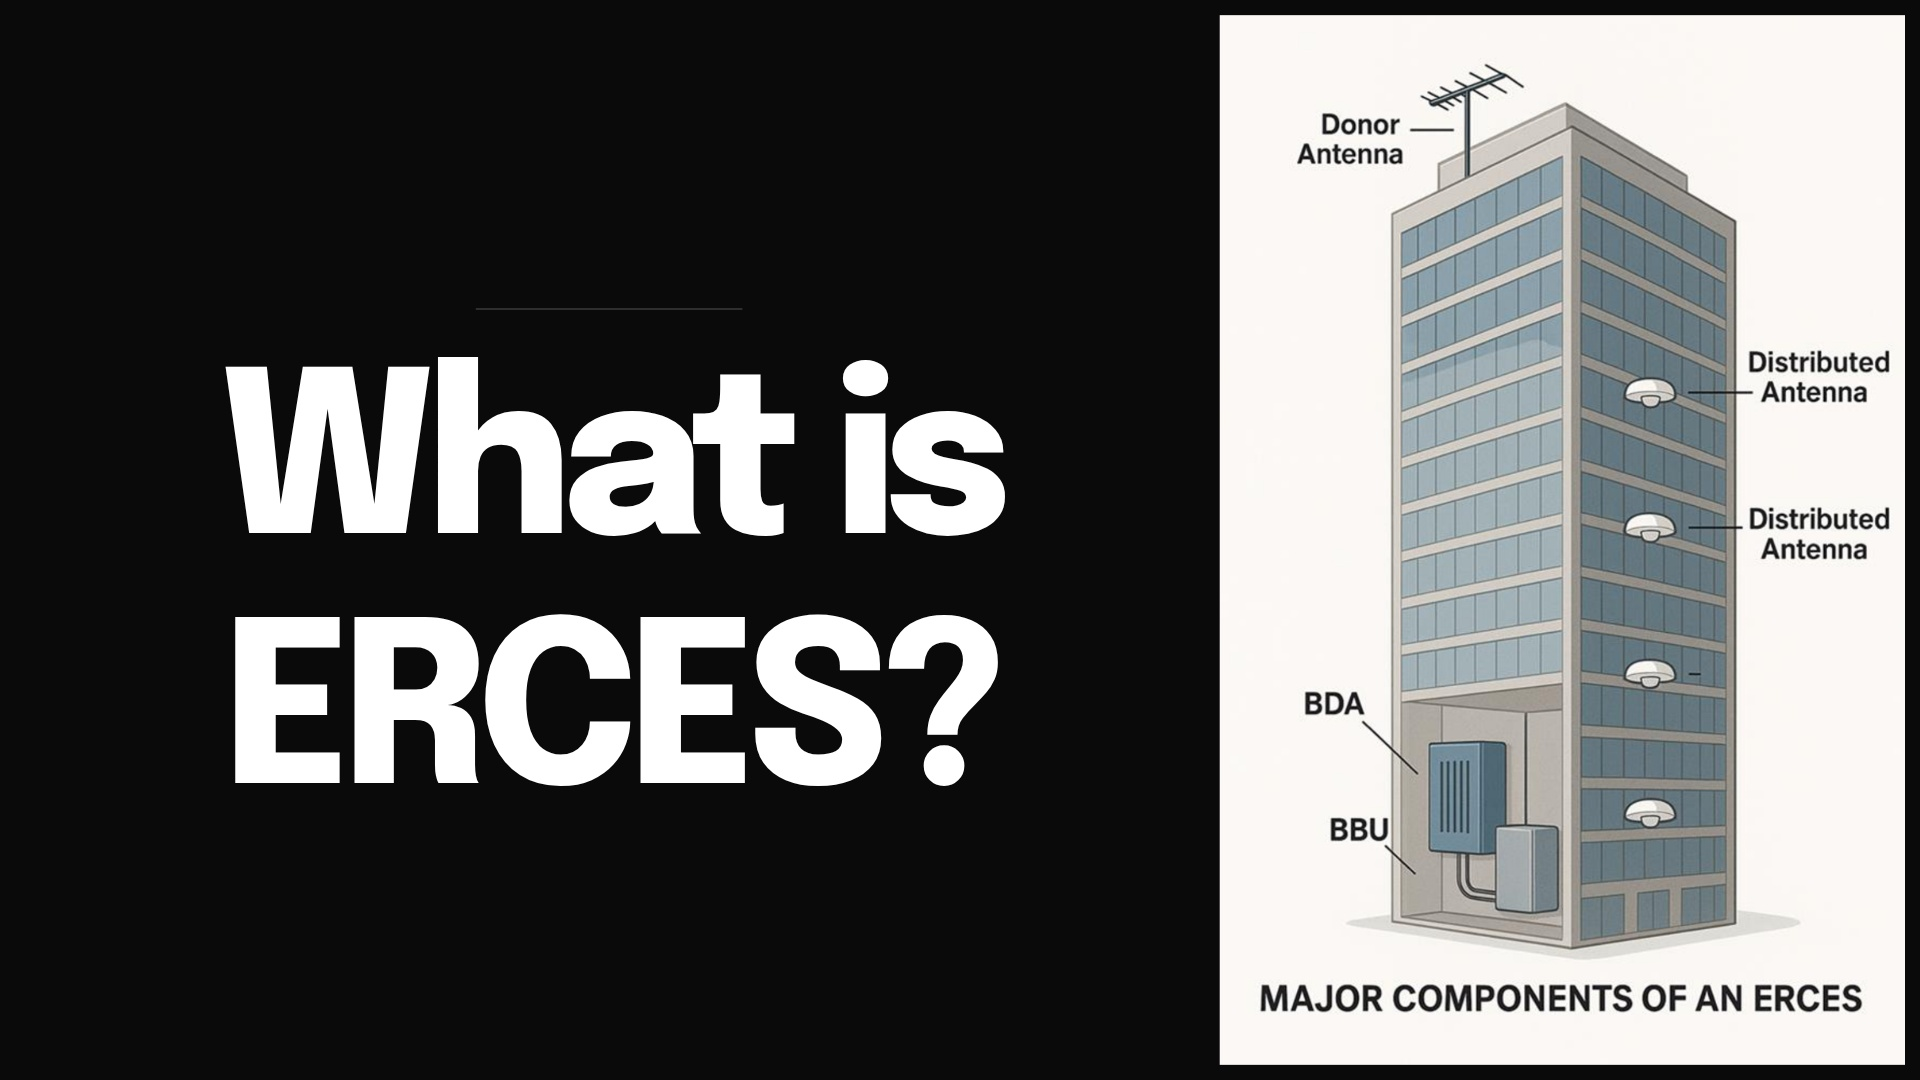 What is
ERCES?
Donor
Antenna
Distributed
Antenna
Distributed
Antenna
BDA
BBU
MAJOR COMPONENTS OF AN ERCES